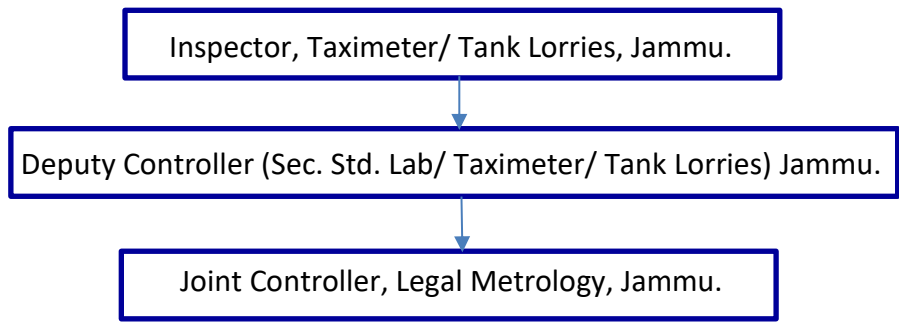 Inspector, Taximeter/ Tank Lorries, Jammu.
Deputy Controller (Sec. Std. Lab/ Taximeter/ Tank Lorries) Jammu.
Joint Controller, Legal Metrology, Jammu.